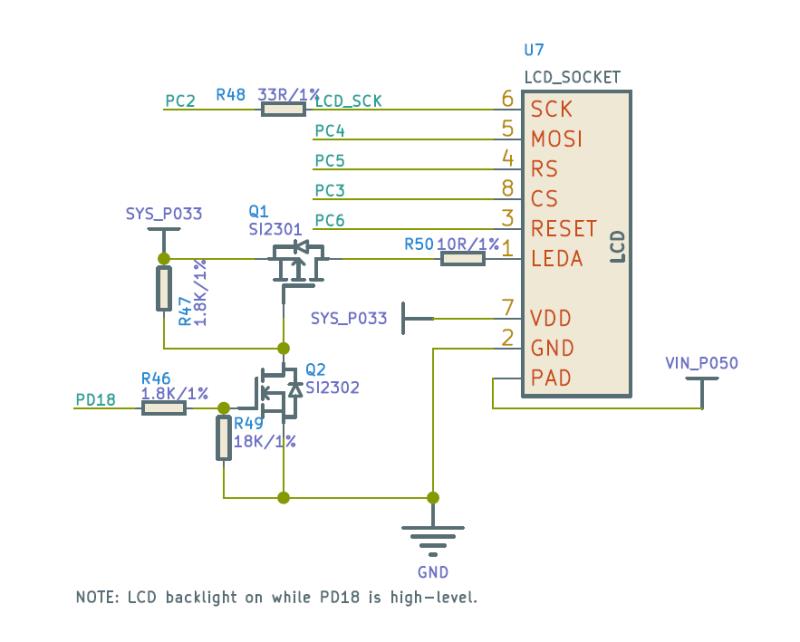 U7
LCD_SOCKET
PC2
R48
33R/1%
LCD_SCK
6
SCK
PC4
5
MOSI
PC5
4
RS
PC3
8
CS
PC6
3
RESET
SYS_P033
Q1
SI2301
R50
10R/1%
1
LEDA
LCD
R47
1.8K/1%
SYS_P033
7
VDD
2
GND
PAD
VIN_P050
Q2
SI2302
PD18
R46
1.8K/1%
R49
18K/1%
GND
NOTE: LCD backlight on while PD18 is high-level.